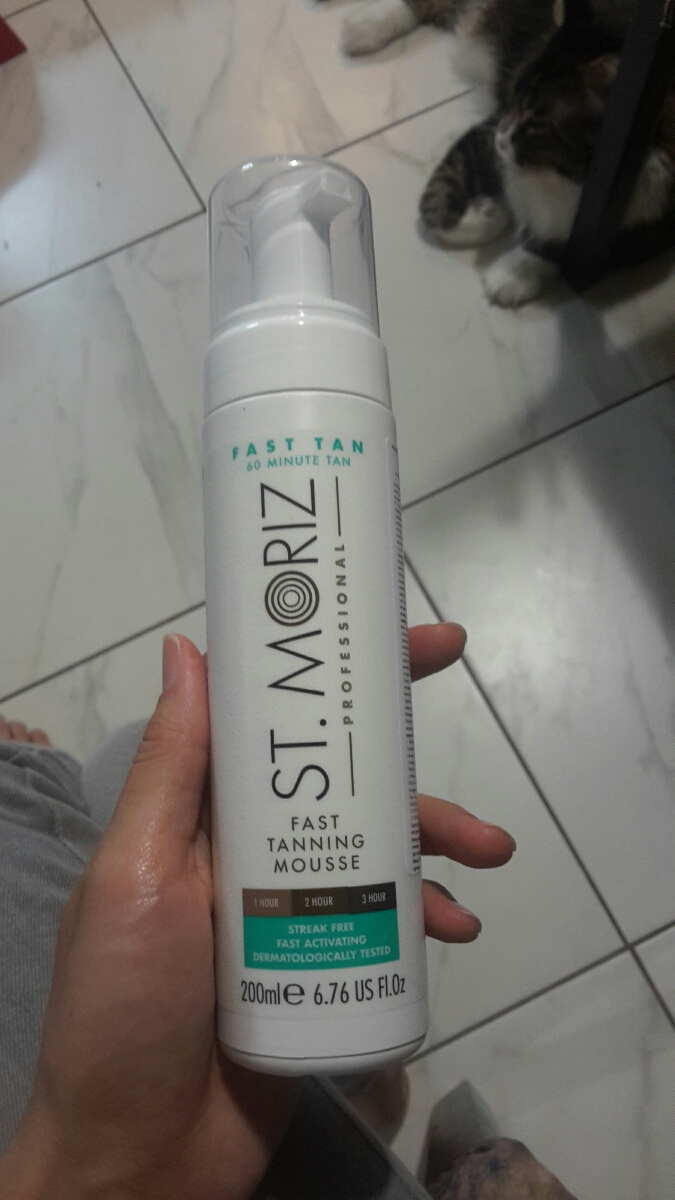 FAST TAN
60 MINUTE TAN
ST. MORIZ
PROFESSIONAL
FAST
TANNING
MOUSSE
1 HOUR 2 HOUR 3 HOUR
STREAK FREE
FAST ACTIVATING
DERMATOLOGICALLY TESTED
200ml℮ 6.76 US Fl.Oz